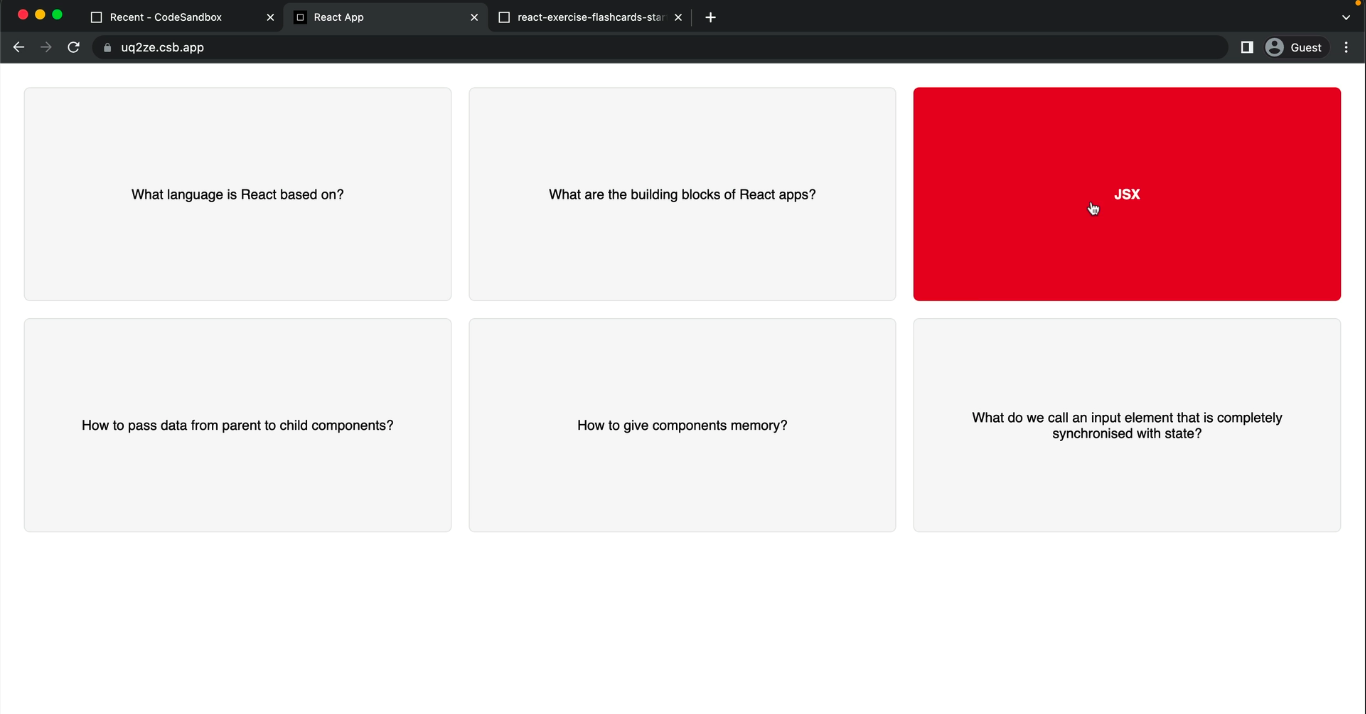 Recent - CodeSandbox
React App
react-exercise-flashcards-star
uq2ze.csb.app
Guest
What language is React based on?
What are the building blocks of React apps?
JSX
How to pass data from parent to child components?
How to give components memory?
What do we call an input element that is completely
synchronised with state?